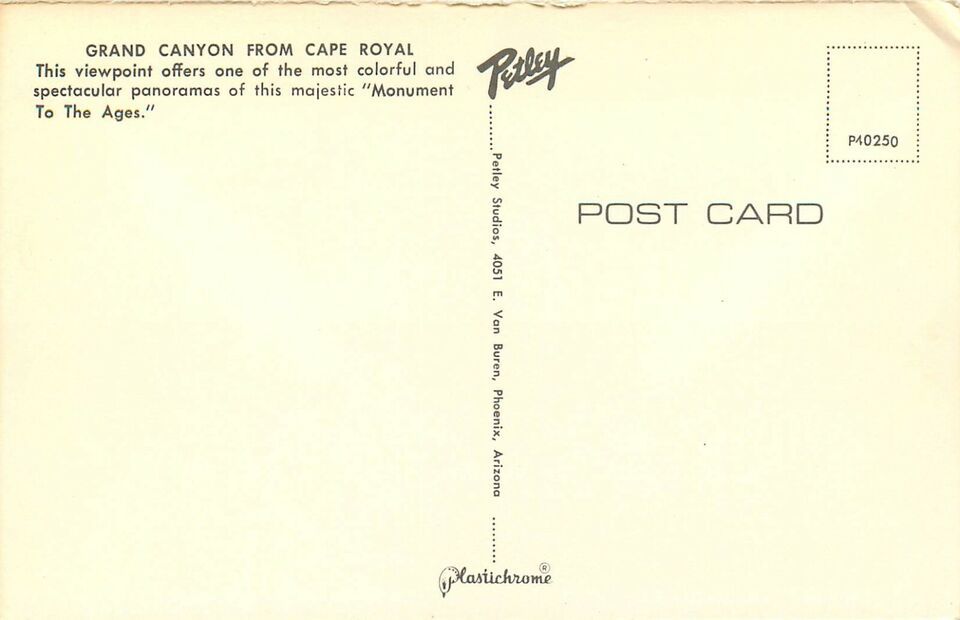 GRAND CANYON FROM CAPE ROYAL
This viewpoint offers one of the most colorful and
spectacular panoramas of this majestic "Monument
To The Ages."
Petley
Petley Studios, 4051 E. Van Buren, Phoenix, Arizona
Plastichrome®
P40250
POST CARD